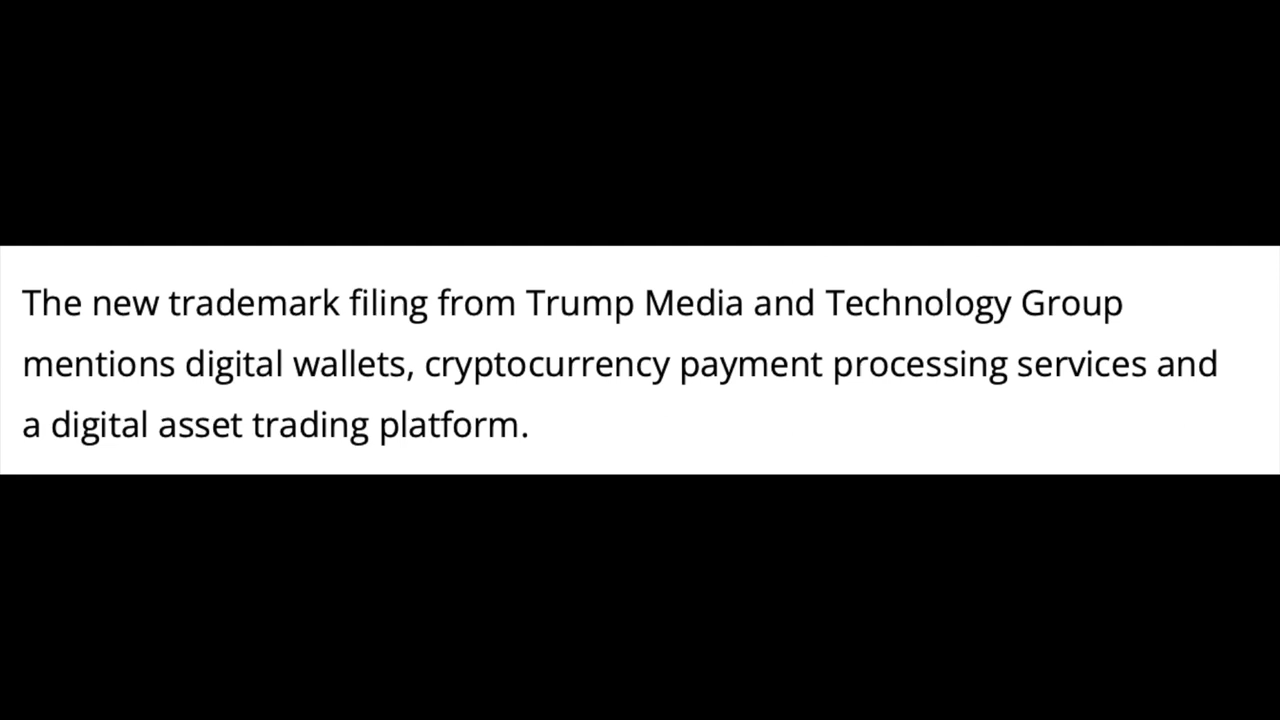 The new trademark filing from Trump Media and Technology Group
mentions digital wallets, cryptocurrency payment processing services and
a digital asset trading platform.